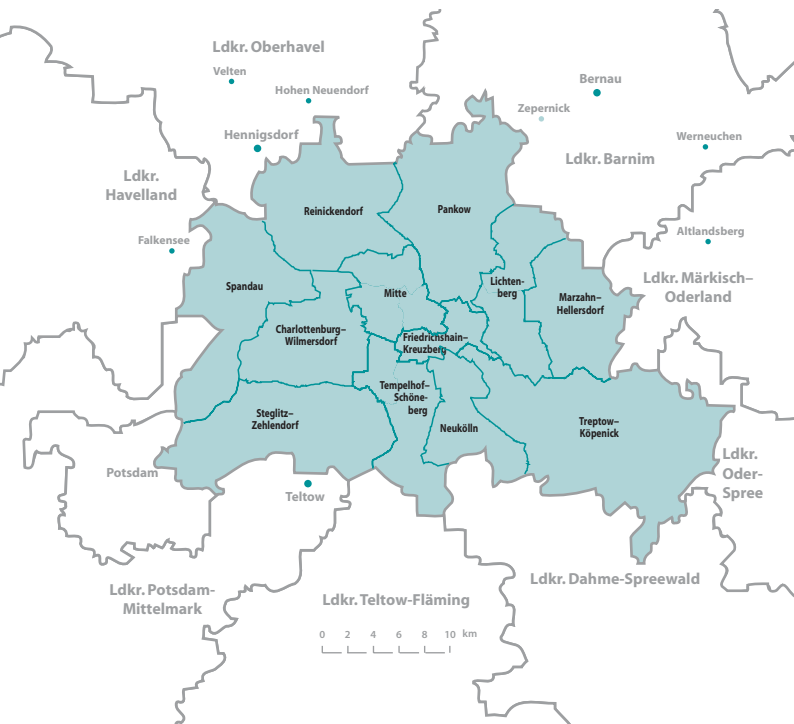 Ldkr. Oberhavel
Velten
Bernau
Hohen Neuendorf
Zepernick
Hennigsdorf
Werneuchen
Ldkr. Barnim
Ldkr.
Havelland
Reinickendorf
Pankow
Falkensee
Altlandsberg
Ldkr. Märkisch–
Oderland
Spandau
Mitte
Lichten-
berg
Marzahn–
Hellersdorf
Charlottenburg–
Wilmersdorf
Friedrichshain–
Kreuzberg
Tempelhof–
Schöne-
berg
Steglitz–
Zehlendorf
Neukölln
Treptow–
Köpenick
Potsdam
Teltow
Ldkr.
Oder-
Spree
Ldkr. Potsdam-
Mittelmark
Ldkr. Teltow-Fläming
Ldkr. Dahme-Spreewald
0 2 4 6 8 10 km